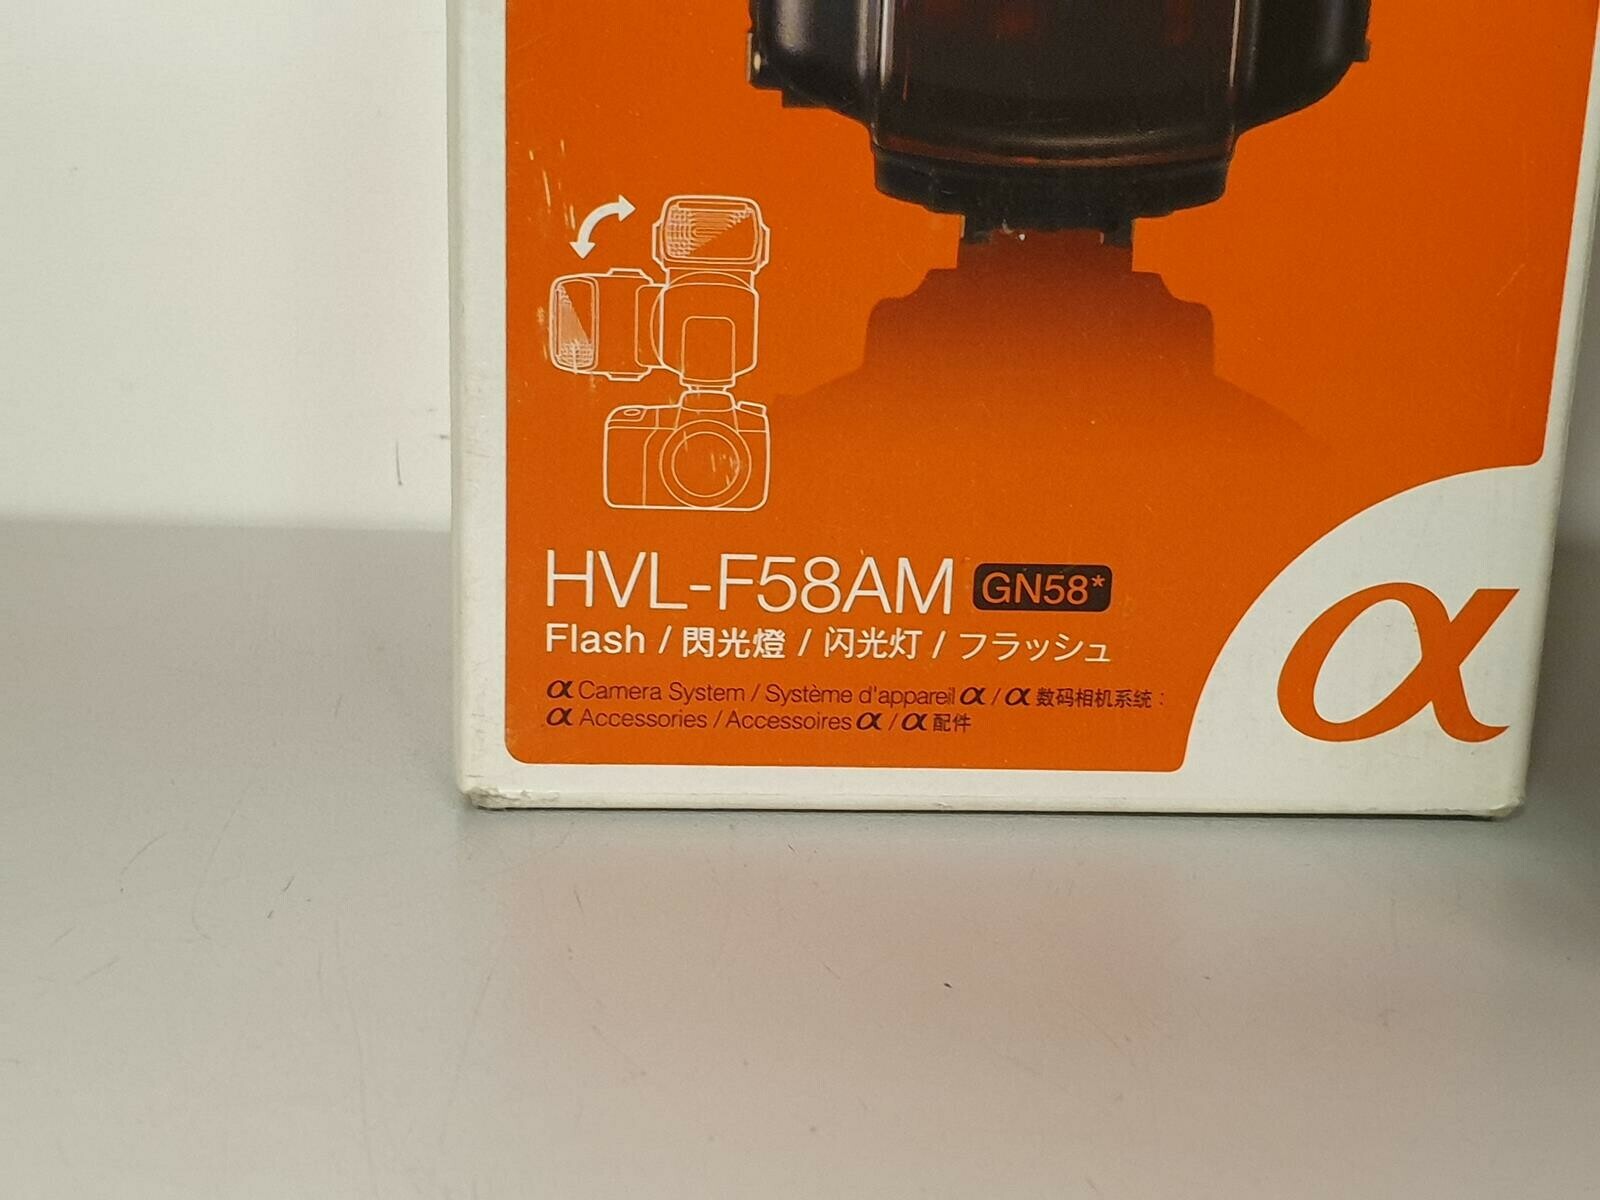 HVL-F58AM GN58*
Flash / 閃光燈 / 闪光灯 / フラッシュ
α Camera System / Système d'appareil α / α 数码相机系统 :
α Accessories / Accessoires α / α 配件
α